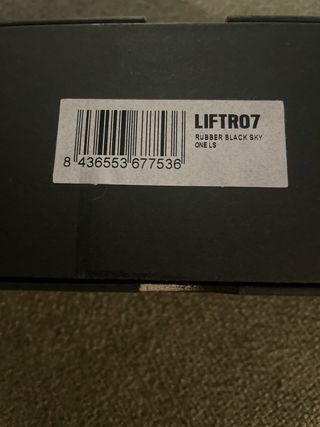 LIFTR07
RUBBER BLACK SKY
ONE LS
8 436553 677536